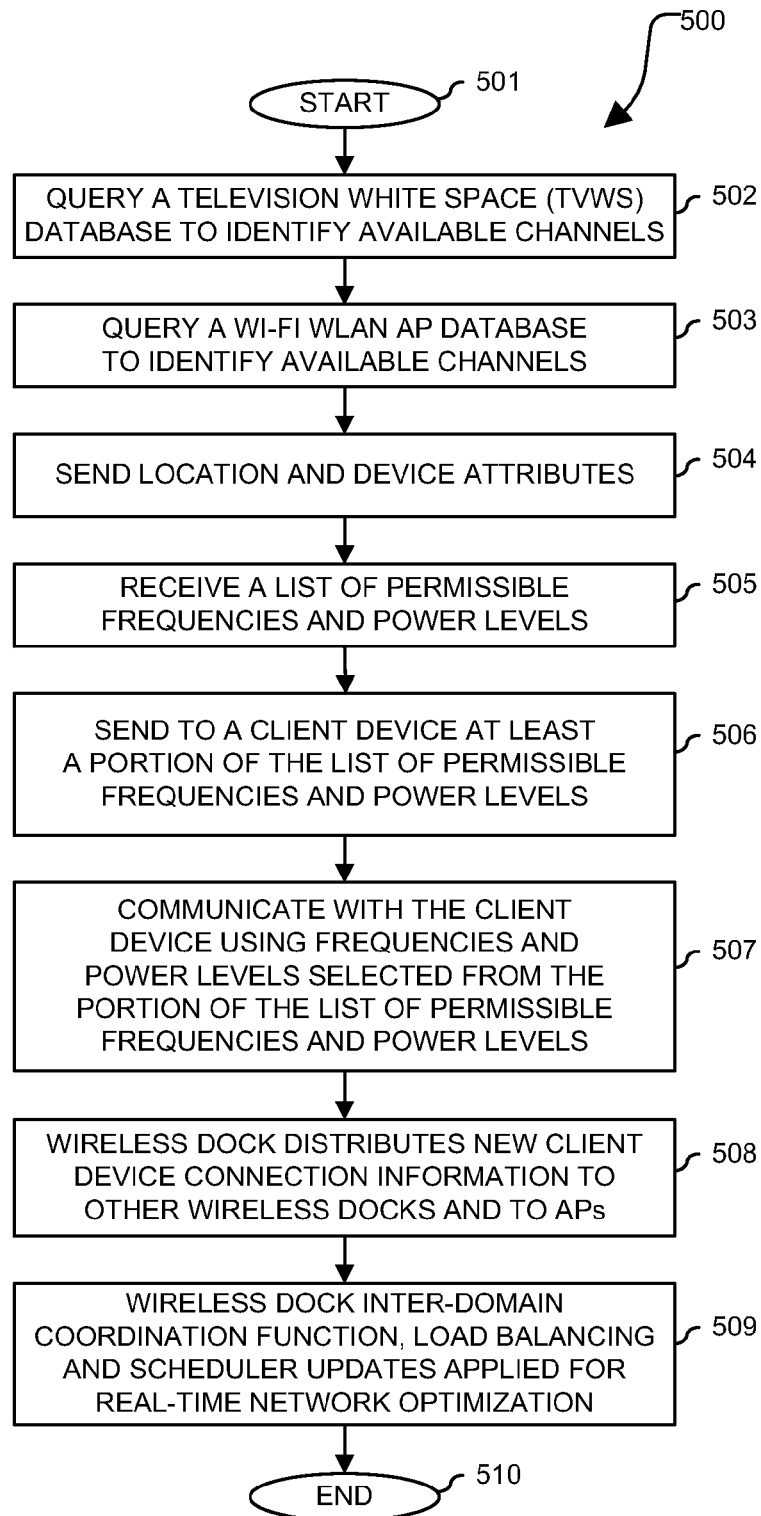 500
START
501
QUERY A TELEVISION WHITE SPACE (TVWS)
DATABASE TO IDENTIFY AVAILABLE CHANNELS
502
QUERY A WI-FI WLAN AP DATABASE
TO IDENTIFY AVAILABLE CHANNELS
503
SEND LOCATION AND DEVICE ATTRIBUTES
504
RECEIVE A LIST OF PERMISSIBLE
FREQUENCIES AND POWER LEVELS
505
SEND TO A CLIENT DEVICE AT LEAST
A PORTION OF THE LIST OF PERMISSIBLE
FREQUENCIES AND POWER LEVELS
506
COMMUNICATE WITH THE CLIENT
DEVICE USING FREQUENCIES AND
POWER LEVELS SELECTED FROM THE
PORTION OF THE LIST OF PERMISSIBLE
FREQUENCIES AND POWER LEVELS
507
WIRELESS DOCK DISTRIBUTES NEW CLIENT
DEVICE CONNECTION INFORMATION TO
OTHER WIRELESS DOCKS AND TO APs
508
WIRELESS DOCK INTER-DOMAIN
COORDINATION FUNCTION, LOAD BALANCING
AND SCHEDULER UPDATES APPLIED FOR
REAL-TIME NETWORK OPTIMIZATION
509
END
510